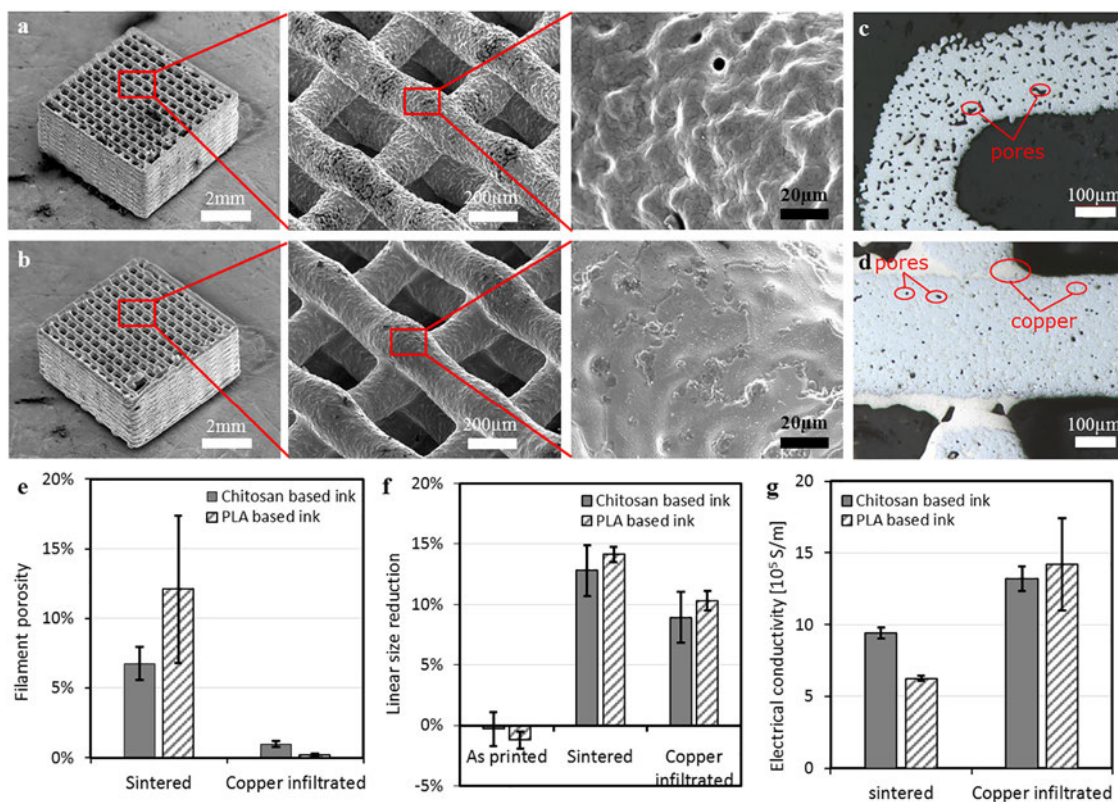 a
2mm
200μm
20μm
c
pores
100μm
b
2mm
200μm
20μm
d
pores
copper
100μm
e
20%
15%
10%
5%
0%
Filament porosity
Chitosan based ink
PLA based ink
Sintered
Copper infiltrated
f
20%
15%
10%
5%
0%
-5%
Linear size reduction
Chitosan based ink
PLA based ink
As printed
Sintered
Copper
infiltrated
g
20
15
10
5
0
Electrical conductivity [10⁵ S/m]
Chitosan based ink
PLA based ink
sintered
Copper infiltrated